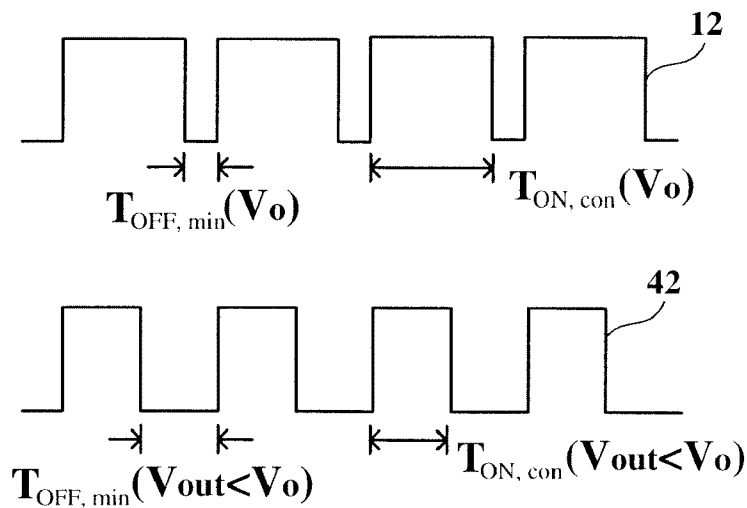 12
TOFF, min(Vo)
TON, con(Vo)
42
TOFF, min(Vout<Vo)
TON, con(Vout<Vo)